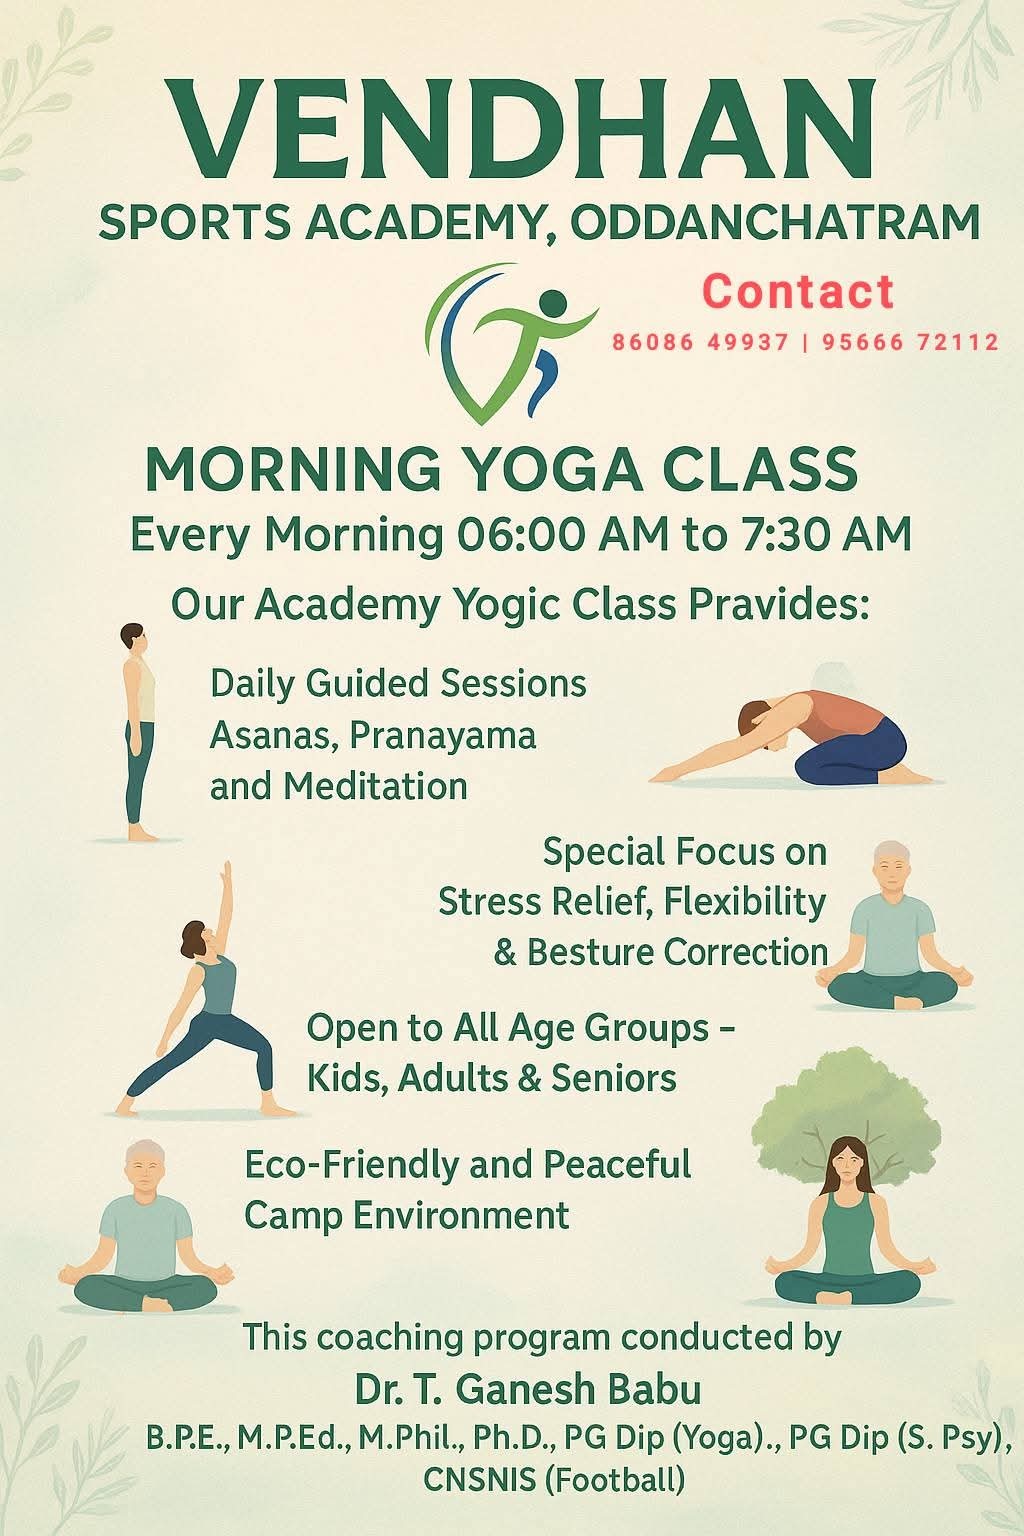 VENDHAN
SPORTS ACADEMY, ODDANCHATRAM
Contact
86086 49937 | 95666 72112
MORNING YOGA CLASS
Every Morning 06:00 AM to 7:30 AM
Our Academy Yogic Class Pravides:
Daily Guided Sessions
Asanas, Pranayama
and Meditation
Special Focus on
Stress Relief, Flexibility
& Besture Correction
Open to All Age Groups –
Kids, Adults & Seniors
Eco-Friendly and Peaceful
Camp Environment
This coaching program conducted by
Dr. T. Ganesh Babu
B.P.E., M.P.Ed., M.Phil., Ph.D., PG Dip (Yoga)., PG Dip (S. Psy),
CNSNIS (Football)